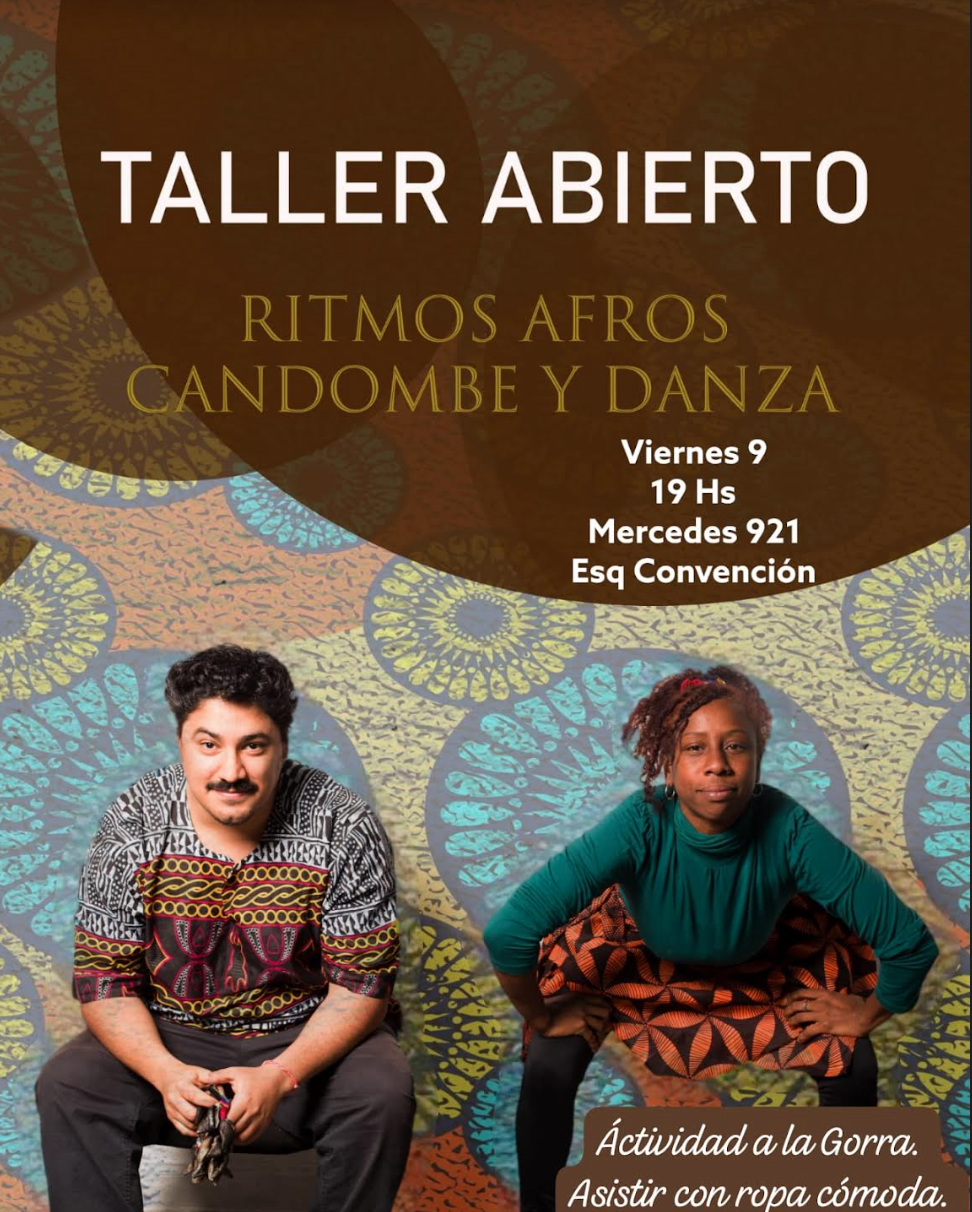 TALLER ABIERTO
RITMOS AFROS
CANDOMBE Y DANZA
Viernes 9
19 Hs
Mercedes 921
Esq Convención
Áctividad a la Gorra.
Asistir con ropa cómoda.